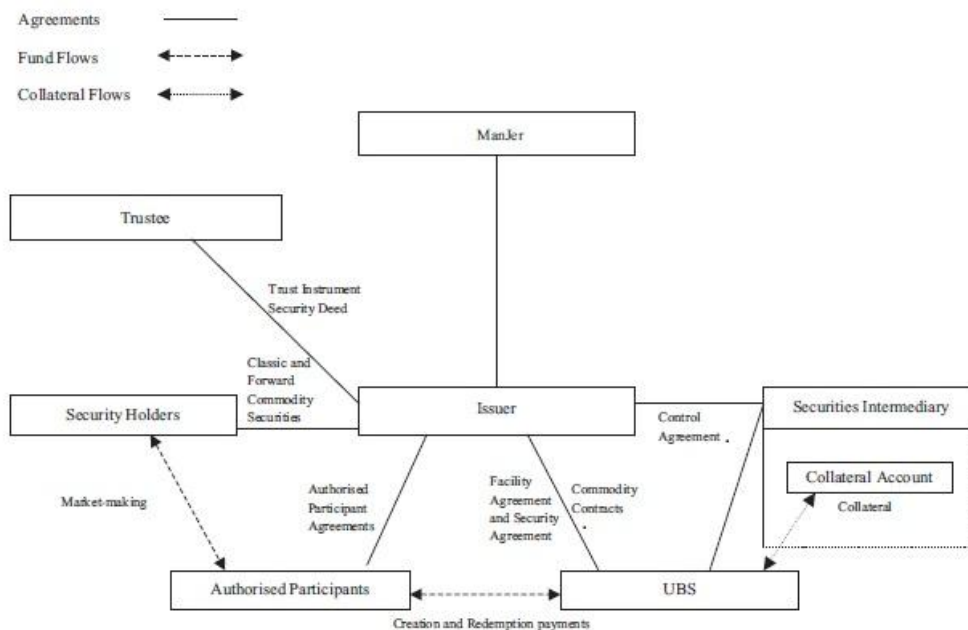 Agreements
Fund Flows
Collateral Flows
ManJer
Trustee
Trust Instrument
Security Deed
Classic and
Forward
Commodity
Securities
Security Holders
Issuer
Securities Intermediary
Control
Agreement
Collateral Account
Collateral
Market-making
Authorised
Participant
Agreements
Facility
Agreement
and Security
Agreement
Commodity
Contracts
Authorised Participants
UBS
Creation and Redemption payments